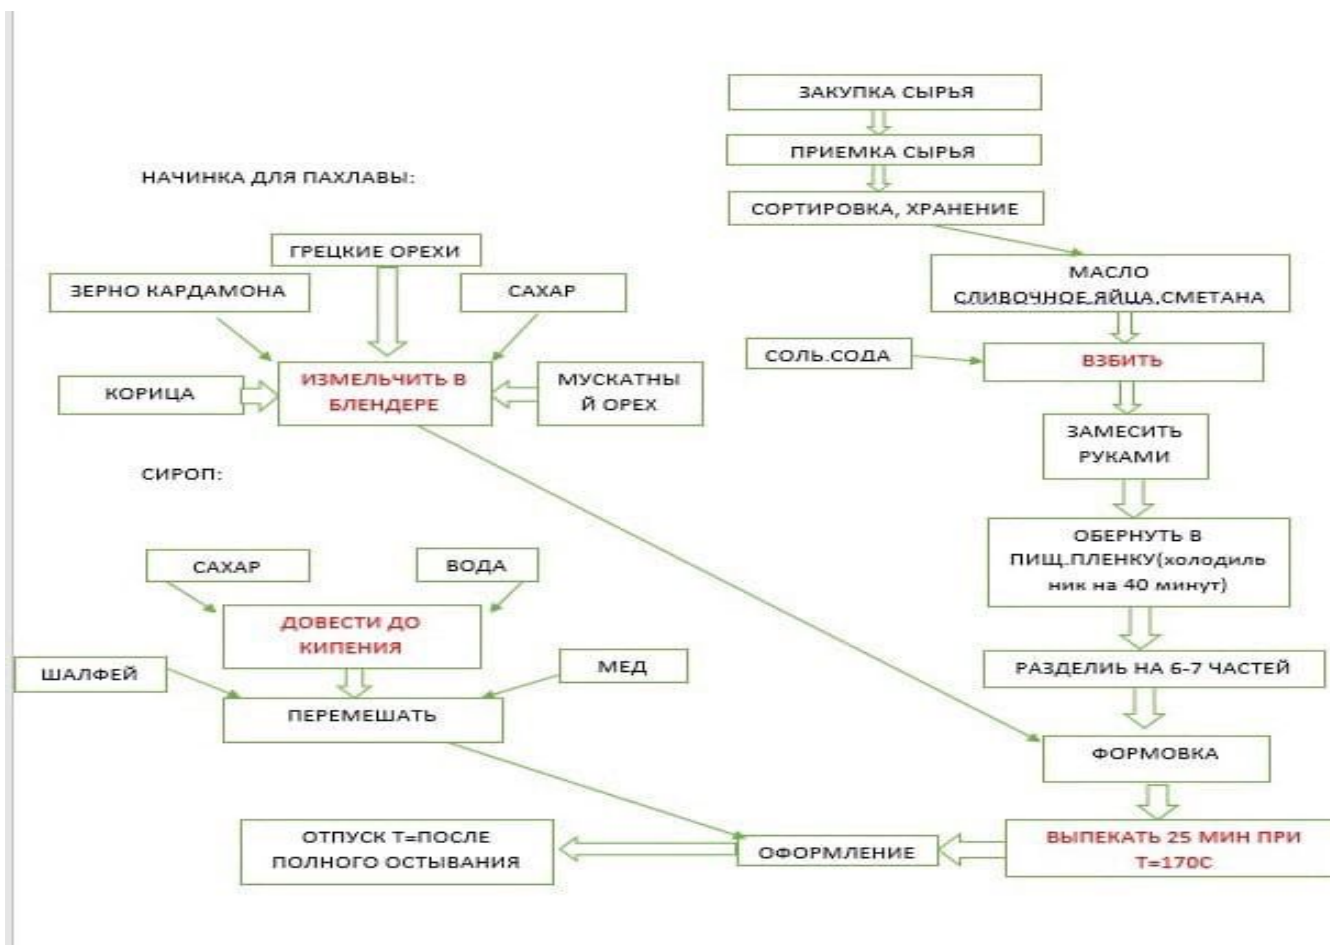 ЗАКУПКА СЫРЬЯ
ПРИЕМКА СЫРЬЯ
СОРТИРОВКА, ХРАНЕНИЕ
МАСЛО
СЛИВОЧНОЕ,ЯЙЦА,СМЕТАНА
СОЛЬ.СОДА
ВЗБИТЬ
ЗАМЕСИТЬ
РУКАМИ
ОБЕРНУТЬ В
ПИЩ.ПЛЕНКУ(холодиль
ник на 40 минут)
РАЗДЕЛИЬ НА 6-7 ЧАСТЕЙ
ФОРМОВКА
ВЫПЕКАТЬ 25 МИН ПРИ
Т=170С
НАЧИНКА ДЛЯ ПАХЛАВЫ:
ГРЕЦКИЕ ОРЕХИ
ЗЕРНО КАРДАМОНА
САХАР
КОРИЦА
ИЗМЕЛЬЧИТЬ В
БЛЕНДЕРЕ
МУСКАТНЫ
Й ОРЕХ
СИРОП:
САХАР
ВОДА
ДОВЕСТИ ДО
КИПЕНИЯ
ШАЛФЕЙ
МЕД
ПЕРЕМЕШАТЬ
ОФОРМЛЕНИЕ
ОТПУСК Т=ПОСЛЕ
ПОЛНОГО ОСТЫВАНИЯ